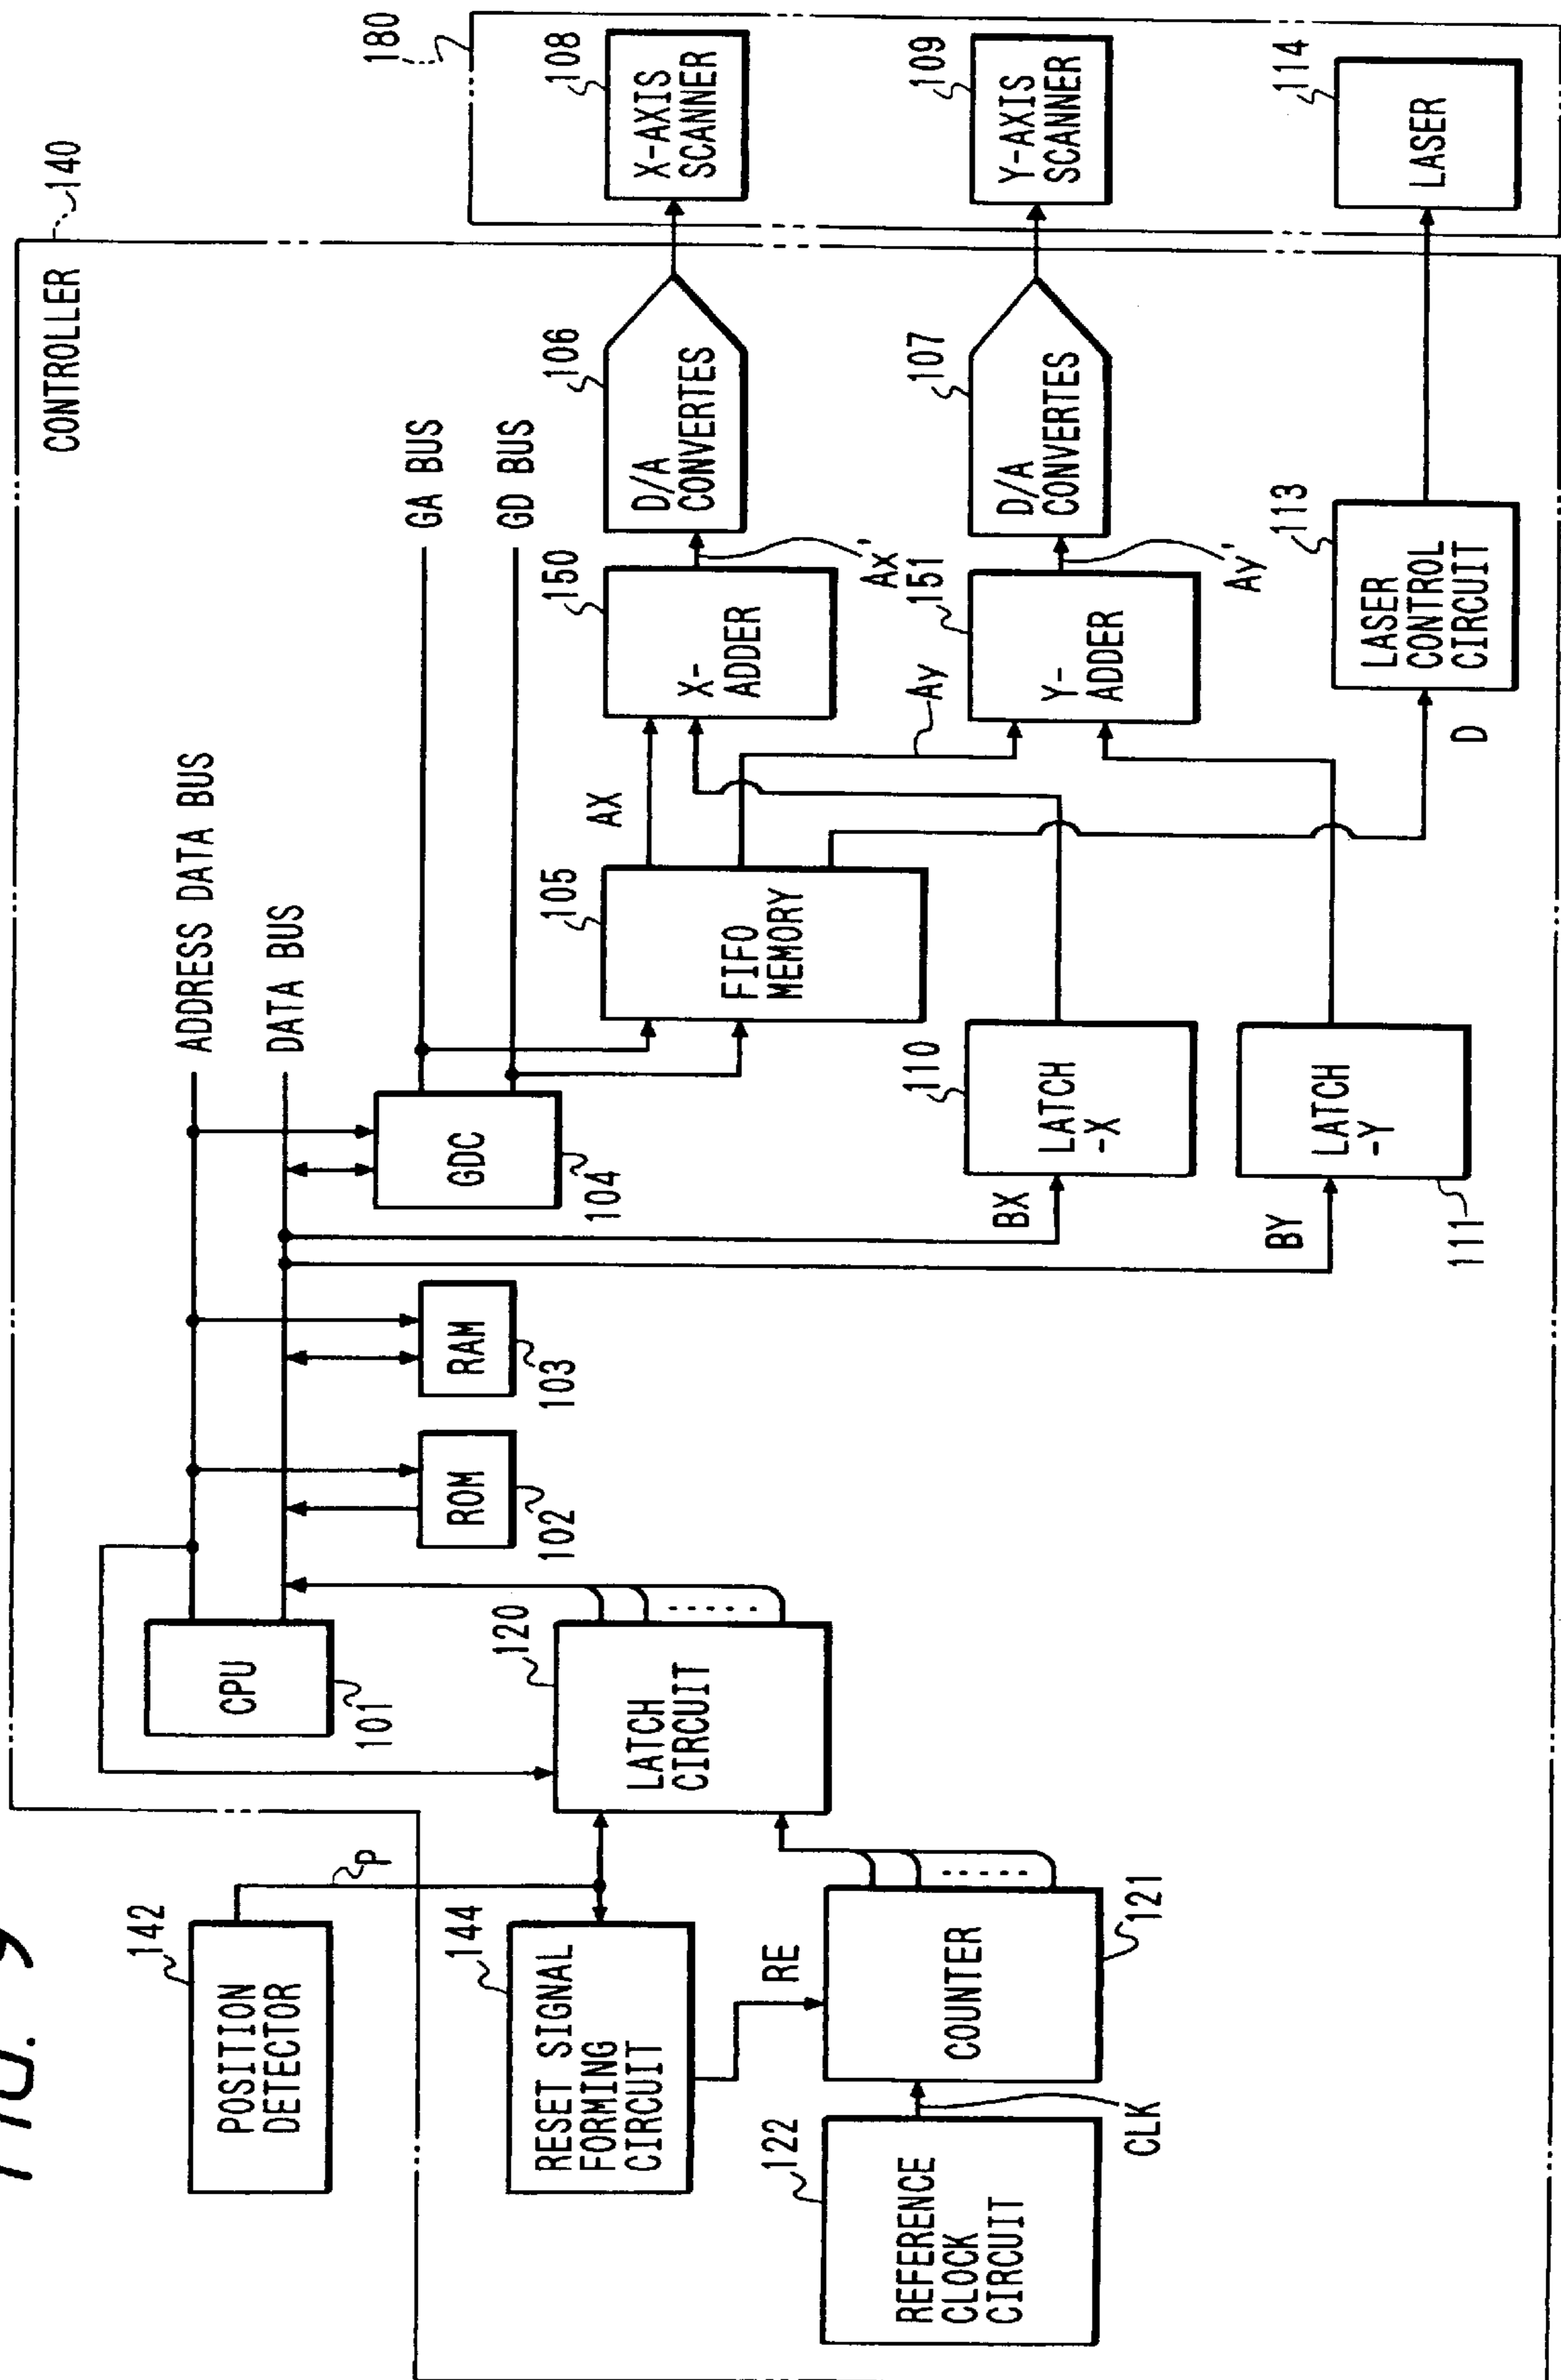 FIG. 9
CONTROLLER
140
180
ADDRESS DATA BUS
DATA BUS
GA BUS
GD BUS
CPU
101
ROM
102
RAM
103
GDC
104
142
POSITION
DETECTOR
P
144
RESET SIGNAL
FORMING
CIRCUIT
RE
122
REFERENCE
CLOCK
CIRCUIT
CLK
COUNTER
121
120
LATCH
CIRCUIT
105
FIFO
MEMORY
AX
Ay
D
BX
110
LATCH
-X
BY
LATCH
-Y
111
150
X-
ADDER
Ax'
151
Y-
ADDER
Ay'
106
D/A
CONVERTES
107
D/A
CONVERTES
113
LASER
CONTROL
CIRCUIT
108
X-AXIS
SCANNER
109
Y-AXIS
SCANNER
114
LASER